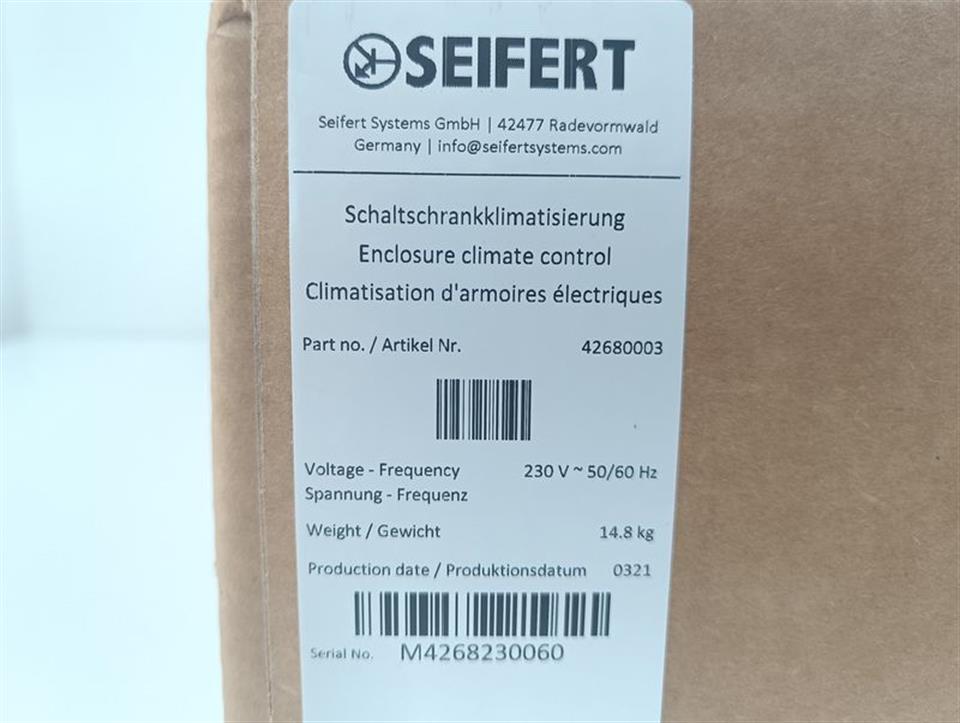 SEIFERT
Seifert Systems GmbH | 42477 Radevormwald
Germany | info@seifertsystems.com
Schaltschrankklimatisierung
Enclosure climate control
Climatisation d'armoires électriques
Part no. / Artikel Nr. 42680003
Voltage - Frequency 230 V ~ 50/60 Hz
Spannung - Frequenz
Weight / Gewicht 14.8 kg
Production date / Produktionsdatum 0321
Serial No. M4268230060